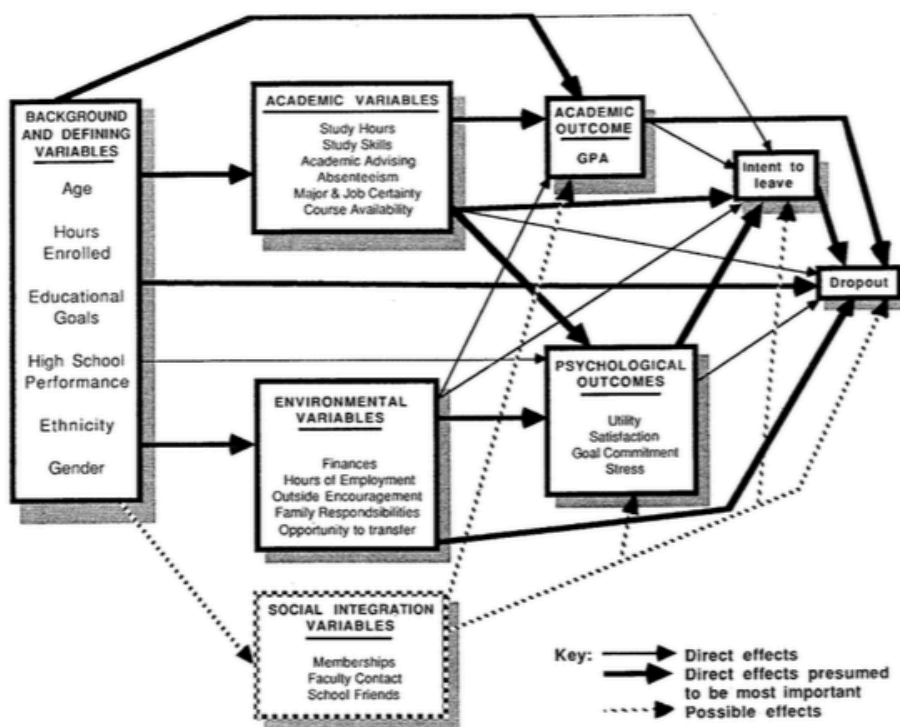 BACKGROUND
AND DEFINING
VARIABLES
Age
Hours
Enrolled
Educational
Goals
High School
Performance
Ethnicity
Gender
ACADEMIC VARIABLES
Study Hours
Study Skills
Academic Advising
Absenteeism
Major & Job Certainty
Course Availability
ENVIRONMENTAL
VARIABLES
Finances
Hours of Employment
Outside Encouragement
Family Respondsibilities
Opportunity to transfer
SOCIAL INTEGRATION
VARIABLES
Memberships
Faculty Contact
School Friends
ACADEMIC
OUTCOME
GPA
Intent to
leave
Dropout
PSYCHOLOGICAL
OUTCOMES
Utility
Satisfaction
Goal Commitment
Stress
Key: Direct effects
Direct effects presumed
to be most important
Possible effects